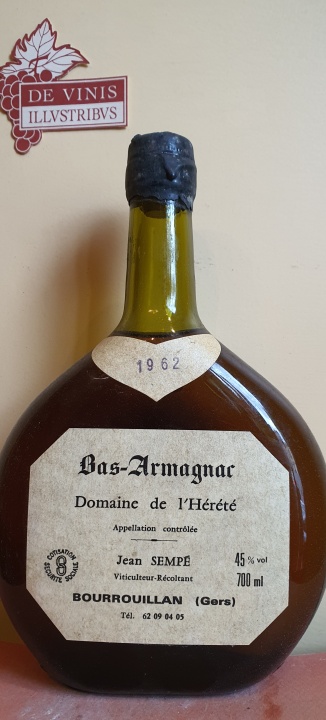 DE VINIS
ILLVSTRIBVS
1962
Bas-Armagnac
Domaine de l'Hérété
Appellation contrôlée
COTISATION
SÉCURITÉ SOCIALE
Jean SEMPÉ
Viticulteur-Récoltant
45 % vol
700 ml
BOURROUILLAN (Gers)
Tél. 62 09 04 05